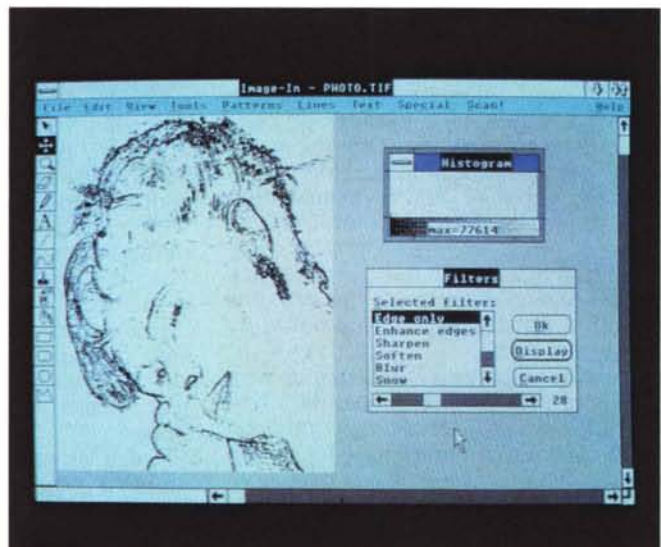 Image-In - PHOTO.TIF
File Edit View Tools Patterns Lines Text Special Scan! Help
A
Histogram
max=77614
Filters
Selected filter:
Edge only
Enhance edges
Sharpen
Soften
Blur
Snow
Ok
Display
Cancel
28